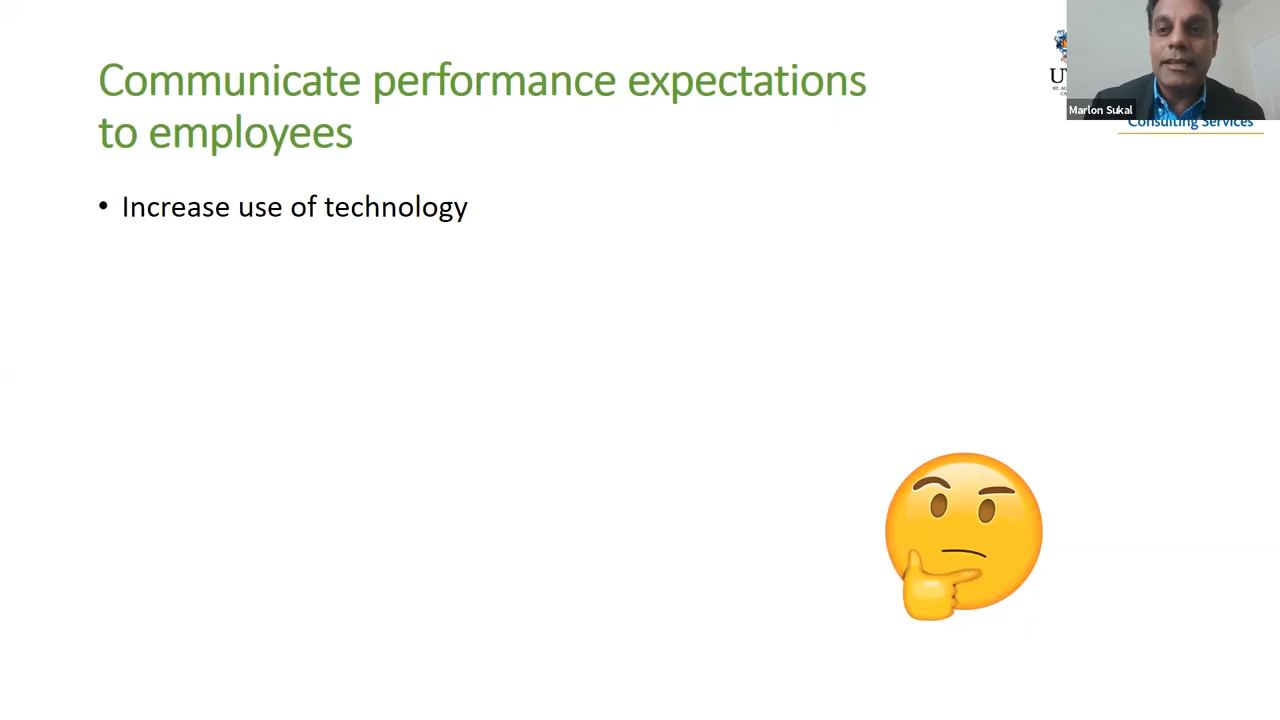 Communicate performance expectations
to employees
• Increase use of technology
Marlon Sukal
Consulting Services